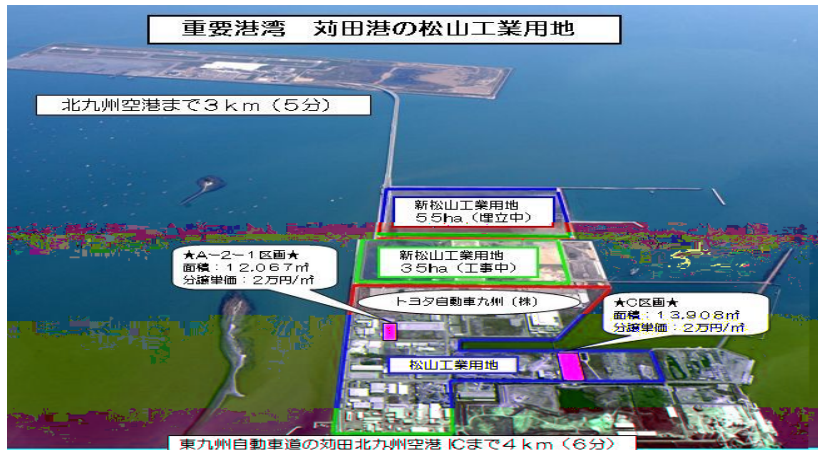 重要港湾　苅田港の松山工業用地
北九州空港まで3km（5分）
新松山工業用地
55ha（埋立中）
★A-2-1区画★
面積：12,067㎡
分譲単価：2万円/㎡
新松山工業用地
35ha（工事中）
トヨタ自動車九州（株）
★C区画★
面積：13,908㎡
分譲単価：2万円/㎡
松山工業用地
東九州自動車道の苅田北九州空港ICまで4km（6分）